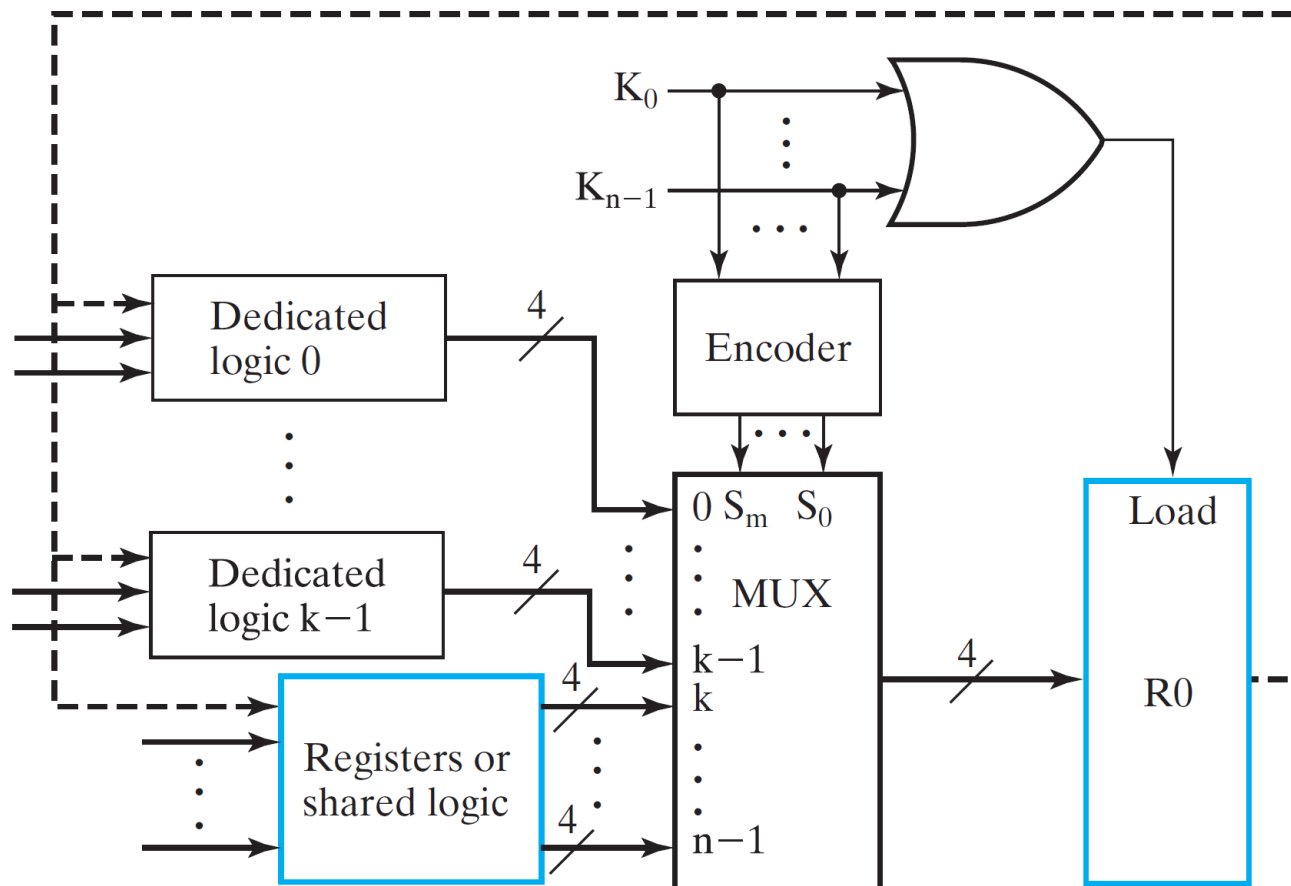 K₀
Kₙ₋₁
4
Dedicated
logic 0
Encoder
0 Sₘ S₀
Load
4
Dedicated
logic k−1
MUX
k−1
4
R0
4
k
Registers or
shared logic
4
n−1